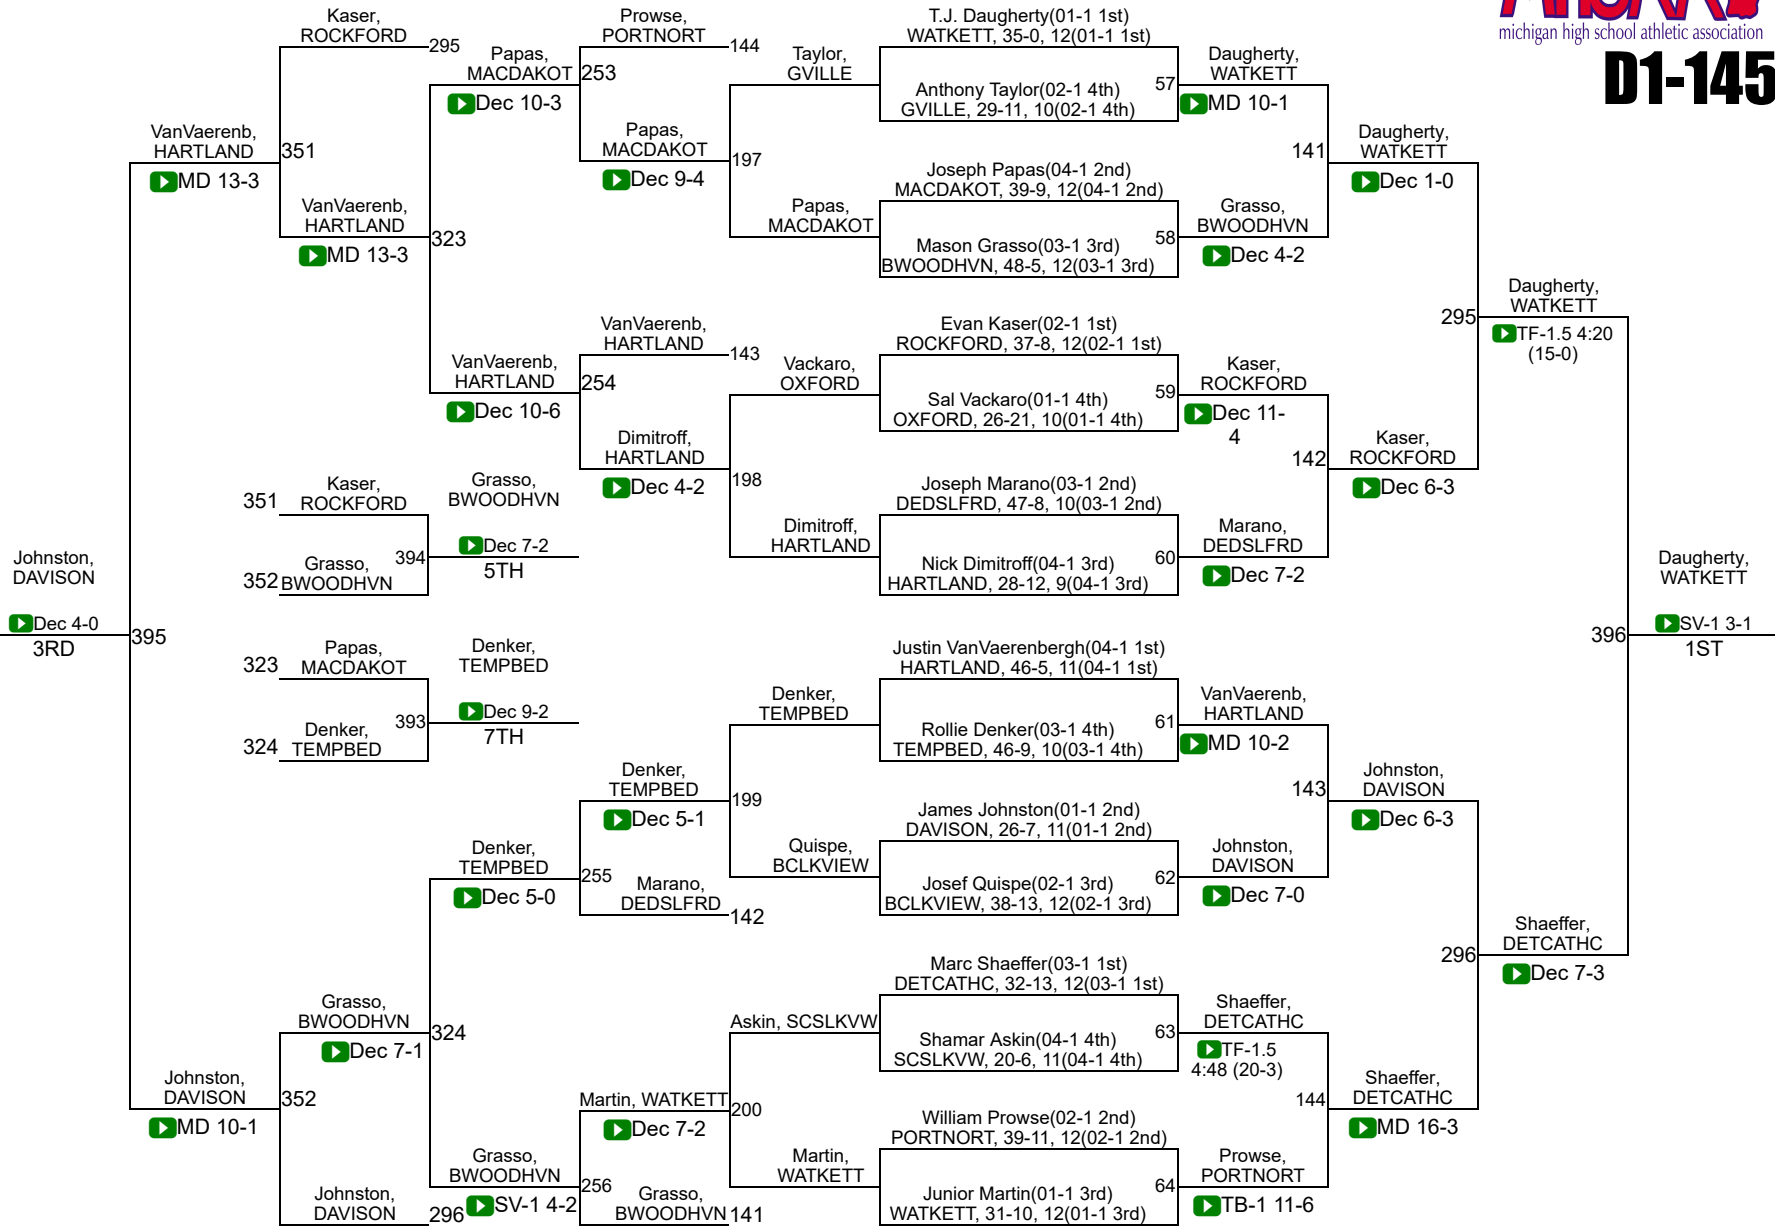 michigan high school athletic association
D1-145
Kaser,
ROCKFORD
295
VanVaerenb,
HARTLAND
MD 13-3
351
VanVaerenb,
HARTLAND
MD 13-3
Papas,
MACDAKOT
Dec 10-3
323
VanVaerenb,
HARTLAND
Dec 10-6
Prowse,
PORTNORT
144
253
Papas,
MACDAKOT
Dec 9-4
VanVaerenb,
HARTLAND
143
254
Dimitroff,
HARTLAND
Dec 4-2
Taylor,
GVILLE
197
Papas,
MACDAKOT
Vackaro,
OXFORD
198
Dimitroff,
HARTLAND
T.J. Daugherty(01-1 1st)
WATKETT, 35-0, 12(01-1 1st)
57
Anthony Taylor(02-1 4th)
GVILLE, 29-11, 10(02-1 4th)
Joseph Papas(04-1 2nd)
MACDAKOT, 39-9, 12(04-1 2nd)
58
Mason Grasso(03-1 3rd)
BWOODHVN, 48-5, 12(03-1 3rd)
Evan Kaser(02-1 1st)
ROCKFORD, 37-8, 12(02-1 1st)
59
Sal Vackaro(01-1 4th)
OXFORD, 26-21, 10(01-1 4th)
Joseph Marano(03-1 2nd)
DEDSLFRD, 47-8, 10(03-1 2nd)
60
Nick Dimitroff(04-1 3rd)
HARTLAND, 28-12, 9(04-1 3rd)
Daugherty,
WATKETT
MD 10-1
141
Grasso,
BWOODHVN
Dec 4-2
Kaser,
ROCKFORD
Dec 11-
4
142
Marano,
DEDSLFRD
Dec 7-2
Daugherty,
WATKETT
Dec 1-0
295
Kaser,
ROCKFORD
Dec 6-3
Daugherty,
WATKETT
TF-1.5 4:20
(15-0)
351
Kaser,
ROCKFORD
394
352
Grasso,
BWOODHVN
Grasso,
BWOODHVN
Dec 7-2
5TH
Johnston,
DAVISON
Dec 4-0
3RD
395
Daugherty,
WATKETT
396
SV-1 3-1
1ST
323
Papas,
MACDAKOT
393
324
Denker,
TEMPBED
Denker,
TEMPBED
Dec 9-2
7TH
Justin VanVaerenbergh(04-1 1st)
HARTLAND, 46-5, 11(04-1 1st)
61
Rollie Denker(03-1 4th)
TEMPBED, 46-9, 10(03-1 4th)
James Johnston(01-1 2nd)
DAVISON, 26-7, 11(01-1 2nd)
62
Josef Quispe(02-1 3rd)
BCLKVIEW, 38-13, 12(02-1 3rd)
Marc Shaeffer(03-1 1st)
DETCATHC, 32-13, 12(03-1 1st)
63
Shamar Askin(04-1 4th)
SCSLKVW, 20-6, 11(04-1 4th)
William Prowse(02-1 2nd)
PORTNORT, 39-11, 12(02-1 2nd)
64
Junior Martin(01-1 3rd)
WATKETT, 31-10, 12(01-1 3rd)
Denker,
TEMPBED
199
Quispe,
BCLKVIEW
Askin, SCSLKVW
200
Martin,
WATKETT
Denker,
TEMPBED
Dec 5-1
255
Marano,
DEDSLFRD
142
Martin, WATKETT
Dec 7-2
256
Grasso,
BWOODHVN
141
Denker,
TEMPBED
Dec 5-0
324
Grasso,
BWOODHVN
SV-1 4-2
Grasso,
BWOODHVN
Dec 7-1
352
Johnston,
DAVISON
296
Johnston,
DAVISON
MD 10-1
VanVaerenb,
HARTLAND
MD 10-2
143
Johnston,
DAVISON
Dec 7-0
Shaeffer,
DETCATHC
TF-1.5
4:48 (20-3)
144
Prowse,
PORTNORT
TB-1 11-6
Johnston,
DAVISON
Dec 6-3
296
Shaeffer,
DETCATHC
MD 16-3
Shaeffer,
DETCATHC
Dec 7-3